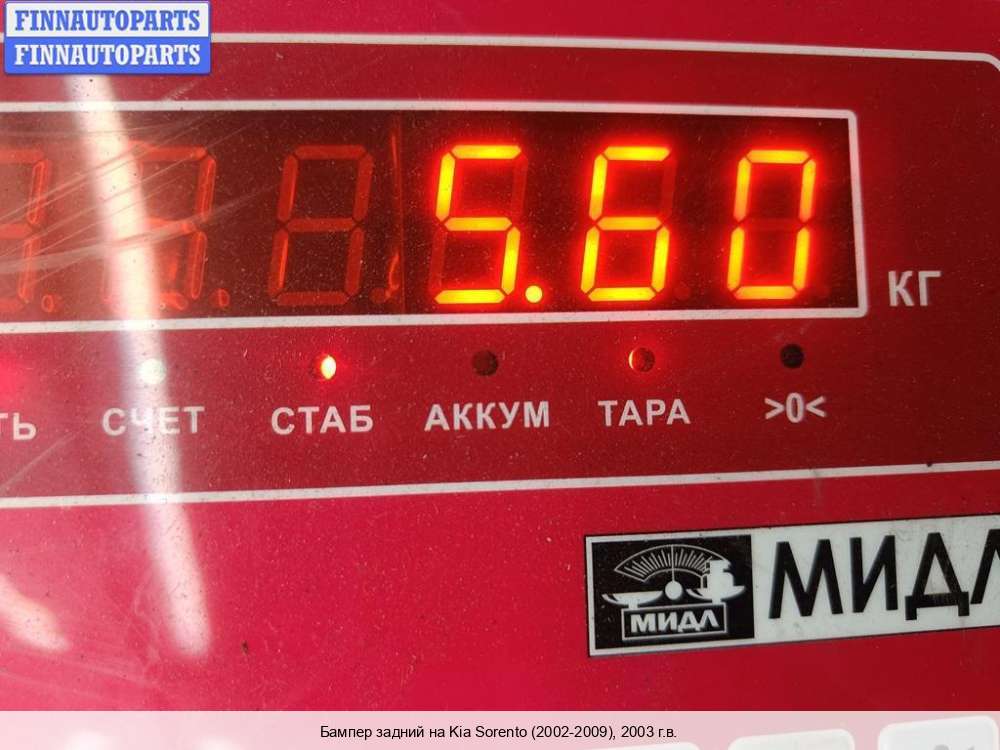 FINNAUTOPARTS
FINNAUTOPARTS
5.60
КГ
ТЬ СЧЕТ СТАБ АККУМ ТАРА >0<
МИДЛ
МИДЛ
Бампер задний на Kia Sorento (2002-2009), 2003 г.в.